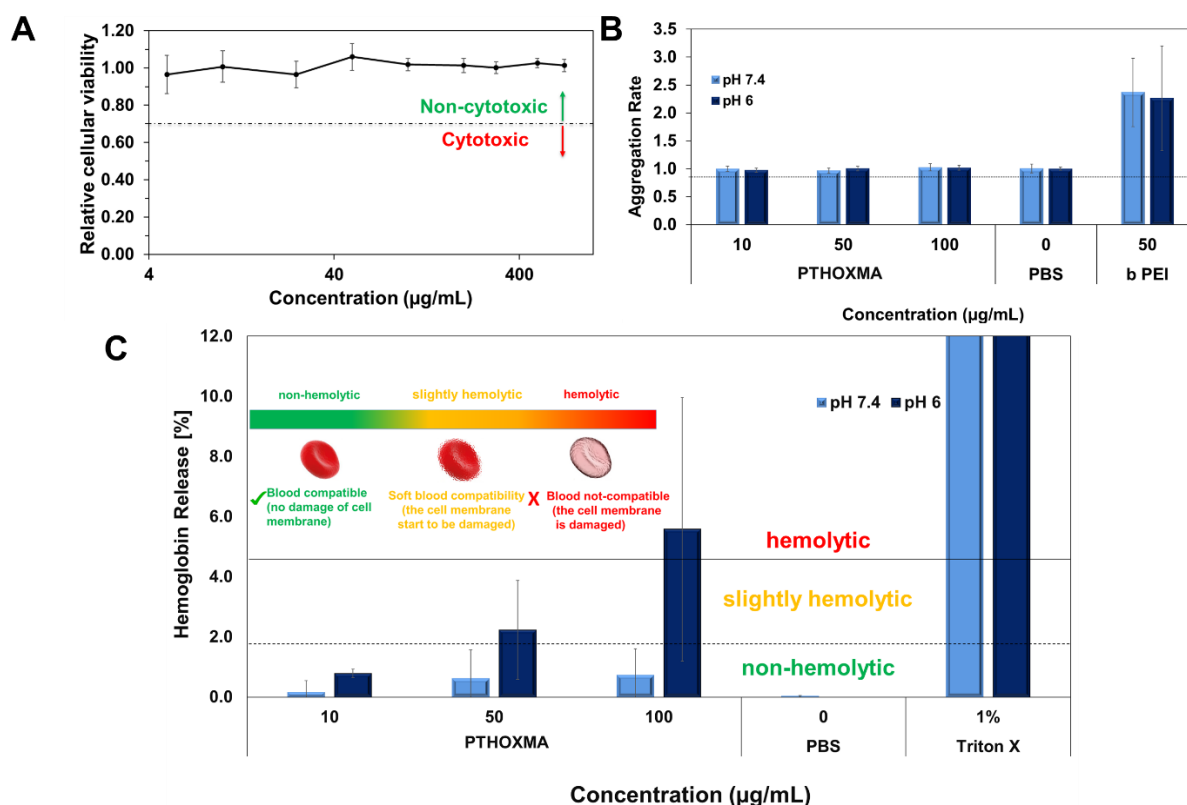 A
Relative cellular viability
1.20
1.00
0.80
0.60
0.40
0.20
0.00
4
40
400
Non-cytotoxic
Cytotoxic
Concentration (µg/mL)
B
Aggregation Rate
3.5
3.0
2.5
2.0
1.5
1.0
0.5
0.0
pH 7.4
pH 6
10
50
100
0
50
PTHOXMA
PBS
b PEI
Concentration (µg/mL)
C
Hemoglobin Release [%]
12.0
10.0
8.0
6.0
4.0
2.0
0.0
non-hemolytic
slightly hemolytic
hemolytic
Blood compatible
(no damage of cell
membrane)
Soft blood compatibility
(the cell membrane
start to be damaged)
X
Blood not-compatible
(the cell membrane
is damaged)
pH 7.4
pH 6
hemolytic
slightly hemolytic
non-hemolytic
10
50
100
0
1%
PTHOXMA
PBS
Triton X
Concentration (µg/mL)